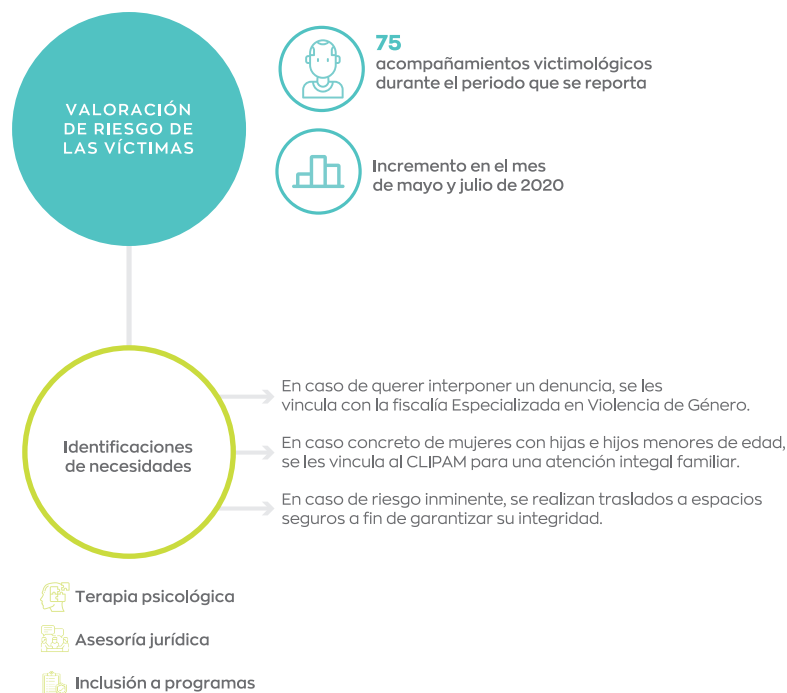 VALORACIÓN
DE RIESGO DE
LAS VÍCTIMAS
75
acompañamientos victimológicos
durante el periodo que se reporta
Incremento en el mes
de mayo y julio de 2020
Identificaciones
de necesidades
En caso de querer interponer un denuncia, se les
vincula con la fiscalía Especializada en Violencia de Género.
En caso concreto de mujeres con hijas e hijos menores de edad,
se les vincula al CLIPAM para una atención integal familiar.
En caso de riesgo inminente, se realizan traslados a espacios
seguros a fin de garantizar su integridad.
Terapia psicológica
Asesoría jurídica
Inclusión a programas